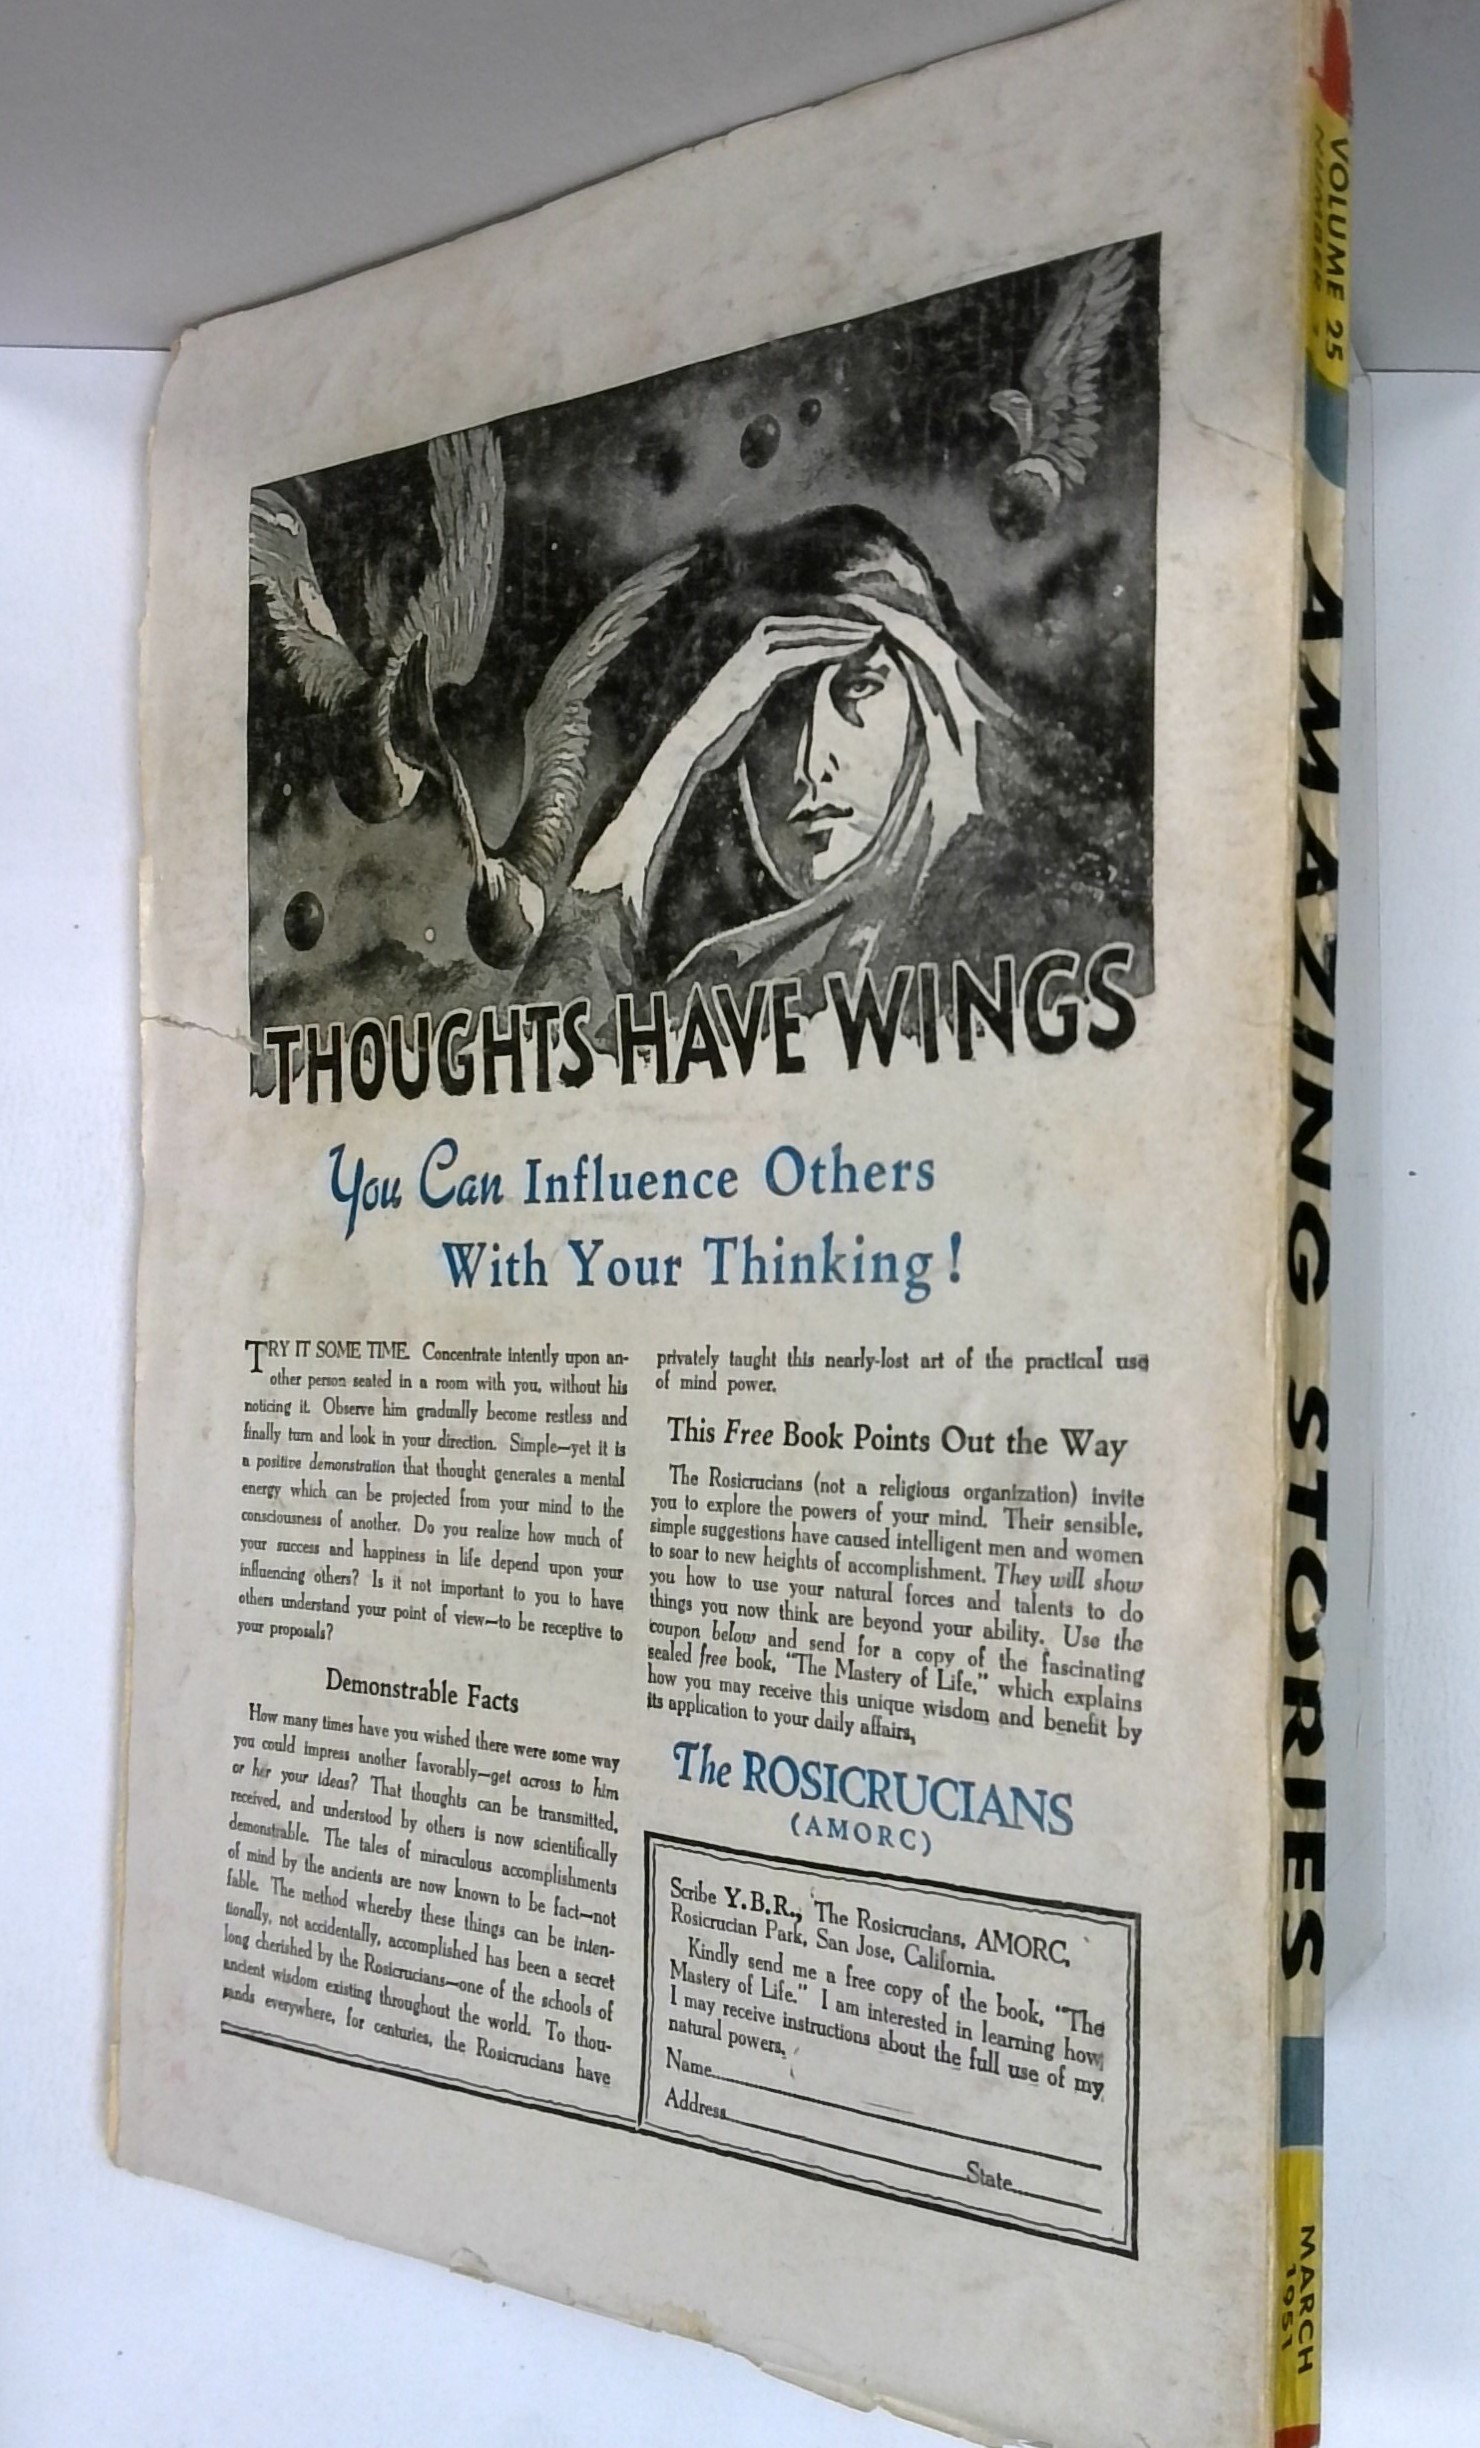 THOUGHTS HAVE WINGS
You Can Influence Others
With Your Thinking!
TRY IT SOME TIME. Concentrate intently upon an-
other person seated in a room with you, without his
noticing it. Observe him gradually become restless and
finally turn and look in your direction. Simple—yet it is
a positive demonstration that thought generates a mental
energy which can be projected from your mind to the
consciousness of another. Do you realize how much of
your success and happiness in life depend upon your
influencing others? Is it not important to you to have
others understand your point of view—to be receptive to
your proposals?
Demonstrable Facts
How many times have you wished there were some way
you could impress another favorably—get across to him
or her your ideas? That thoughts can be transmitted,
received, and understood by others is now scientifically
demonstrable. The tales of miraculous accomplishments
of mind by the ancients are now known to be fact—not
fable. The method whereby these things can be inten-
tionally, not accidentally, accomplished has been a secret
long cherished by the Rosicrucians—one of the schools of
ancient wisdom existing throughout the world. To thou-
sands everywhere, for centuries, the Rosicrucians have
privately taught this nearly-lost art of the practical use
of mind power.
This Free Book Points Out the Way
The Rosicrucians (not a religious organization) invite
you to explore the powers of your mind. Their sensible,
simple suggestions have caused intelligent men and women
to soar to new heights of accomplishment. They will show
you how to use your natural forces and talents to do
things you now think are beyond your ability. Use the
coupon below and send for a copy of the fascinating
sealed free book, "The Mastery of Life," which explains
how you may receive this unique wisdom and benefit by
its application to your daily affairs,
The ROSICRUCIANS
(AMORC)
Scribe Y.B.R., The Rosicrucians, AMORC,
Rosicrucian Park, San Jose, California.
Kindly send me a free copy of the book, "The
Mastery of Life." I am interested in learning how
I may receive instructions about the full use of my
natural powers.
Name
Address
State
VOLUME 25
NUMBER
AMAZING STORIES
MARCH
1951